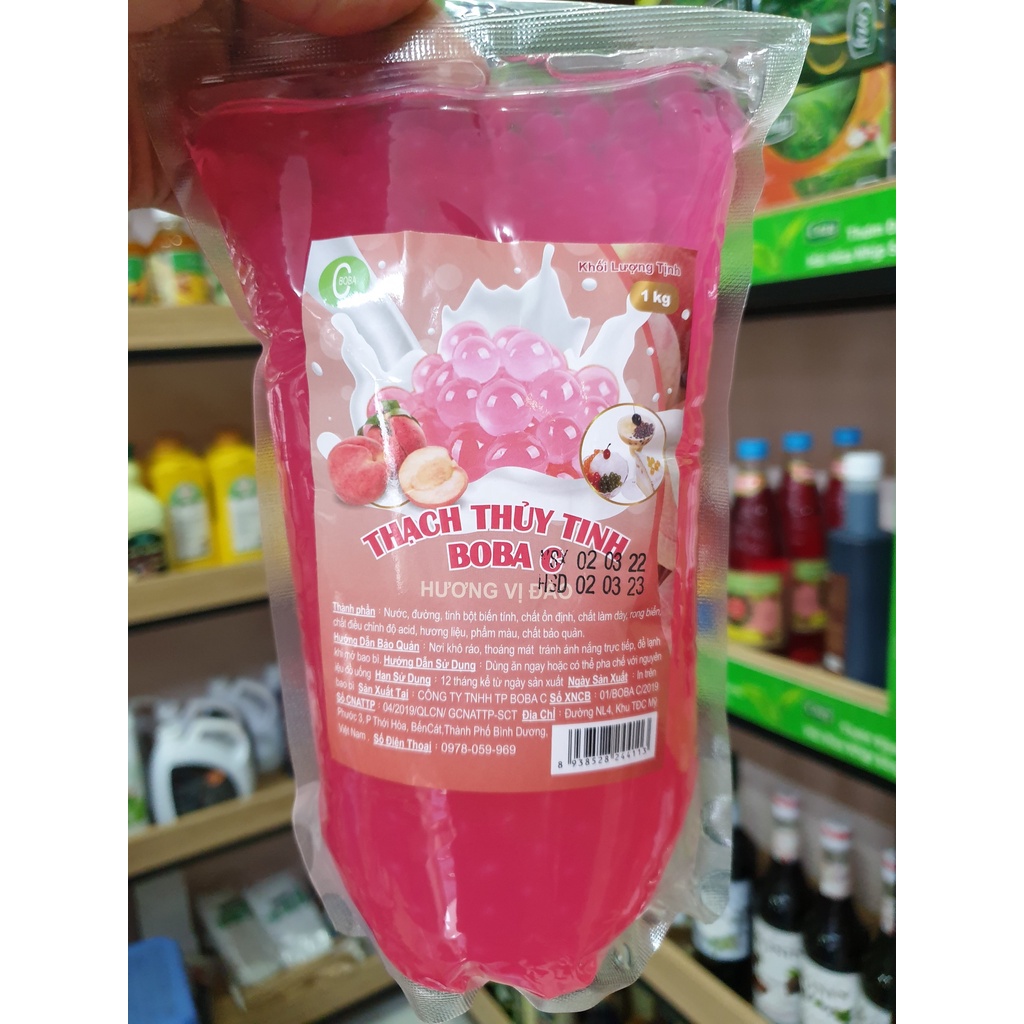 C
BOBA
Khối Lượng Tịnh
1 kg
THẠCH THỦY TINH
BOBA C
NSX 02 03 22
HSD 02 03 23
HƯƠNG VỊ ĐÀO
Thành phần : Nước, đường, tinh bột biến tính, chất ổn định, chất làm dày, rong biển,
chất điều chỉnh độ acid, hương liệu, phẩm màu, chất bảo quản.
Hướng Dẫn Bảo Quản : Nơi khô ráo, thoáng mát tránh ánh nắng trực tiếp, để lạnh
khi mở bao bì. Hướng Dẫn Sử Dụng : Dùng ăn ngay hoặc có thể pha chế với nguyên
liệu đồ uống Hạn Sử Dụng : 12 tháng kể từ ngày sản xuất Ngày Sản Xuất : In trên
bao bì Sản Xuất Tại : CÔNG TY TNHH TP BOBA C Số XNCB : 01/BOBA C/2019
Số CNATTP : 04/2019/QLCN/ GCNATTP-SCT Địa Chỉ : Đường NL4, Khu TĐC Mỹ
Phước 3, P Thới Hòa, BếnCát,Thành Phố Bình Dương,
Việt Nam . Số Điện Thoại : 0978-059-969
8 938528 244113